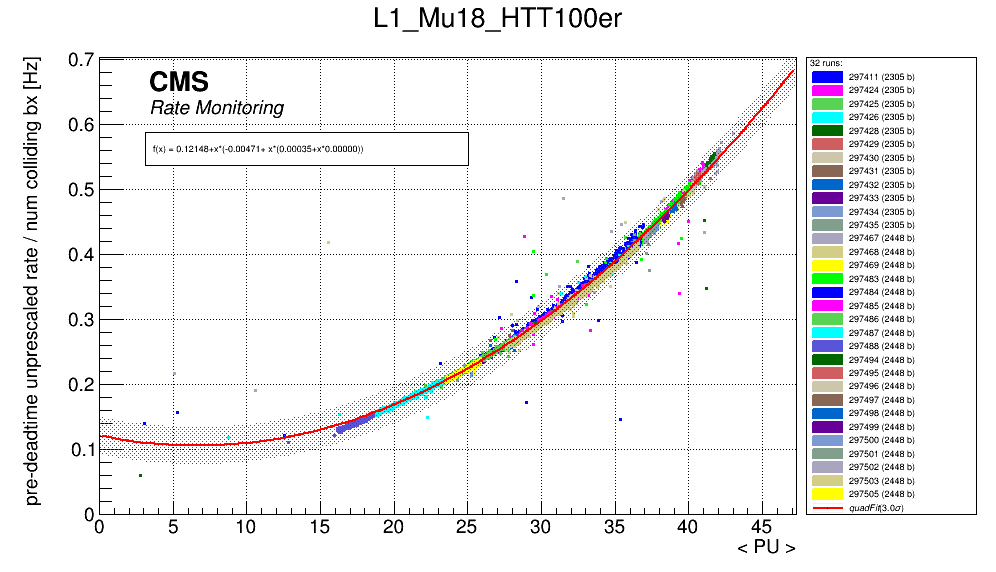 L1_Mu18_HTT100er
pre-deadtime unprescaled rate / num colliding bx [Hz]
0.7
0.6
0.5
0.4
0.3
0.2
0.1
0
CMS
Rate Monitoring
f(x) = 0.12148+x*(-0.00471+ x*(0.00035+x*0.00000))
0 5 10 15 20 25 30 35 40 45
< PU >
32 runs:
297411 (2305 b)
297424 (2305 b)
297425 (2305 b)
297426 (2305 b)
297428 (2305 b)
297429 (2305 b)
297430 (2305 b)
297431 (2305 b)
297432 (2305 b)
297433 (2305 b)
297434 (2305 b)
297435 (2305 b)
297467 (2448 b)
297468 (2448 b)
297469 (2448 b)
297483 (2448 b)
297484 (2448 b)
297485 (2448 b)
297486 (2448 b)
297487 (2448 b)
297488 (2448 b)
297494 (2448 b)
297495 (2448 b)
297496 (2448 b)
297497 (2448 b)
297498 (2448 b)
297499 (2448 b)
297500 (2448 b)
297501 (2448 b)
297502 (2448 b)
297503 (2448 b)
297505 (2448 b)
quadFit(3.0σ)